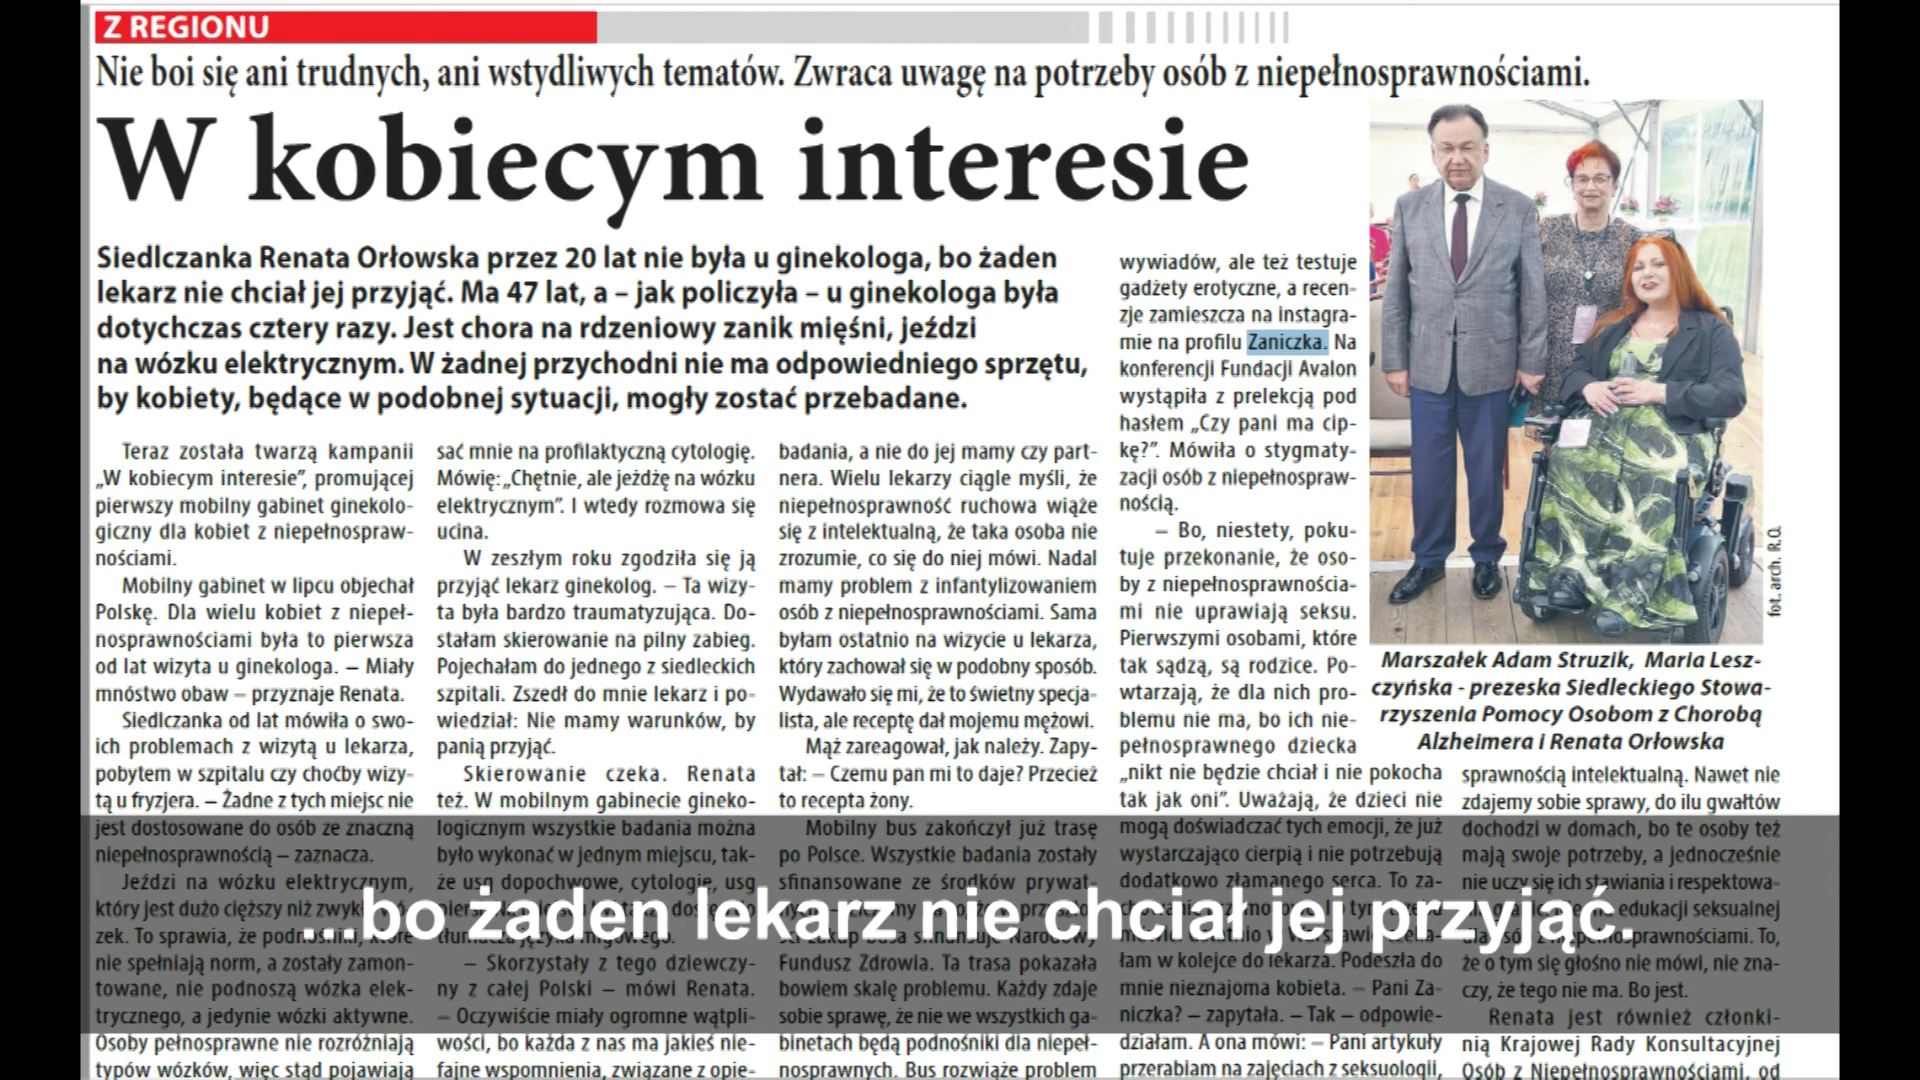 Z REGIONU
Nie boi się ani trudnych, ani wstydliwych tematów. Zwraca uwagę na potrzeby osób z niepełnosprawnościami.
W kobiecym interesie
Siedlczanka Renata Orłowska przez 20 lat nie była u ginekologa, bo żaden
lekarz nie chciał jej przyjąć. Ma 47 lat, a – jak policzyła – u ginekologa była
dotychczas cztery razy. Jest chora na rdzeniowy zanik mięśni, jeździ
na wózku elektrycznym. W żadnej przychodni nie ma odpowiedniego sprzętu,
by kobiety, będące w podobnej sytuacji, mogły zostać przebadane.
Teraz została twarzą kampanii
„W kobiecym interesie”, promującej
pierwszy mobilny gabinet ginekolo-
giczny dla kobiet z niepełnospraw-
nościami.
Mobilny gabinet w lipcu objechał
Polskę. Dla wielu kobiet z niepeł-
nosprawnościami była to pierwsza
od lat wizyta u ginekologa. – Miały
mnóstwo obaw – przyznaje Renata.
Siedlczanka od lat mówiła o swo-
ich problemach z wizytą u lekarza,
pobytem w szpitalu czy choćby wizy-
tą u fryzjera. – Żadne z tych miejsc nie
jest dostosowane do osób ze znaczną
niepełnosprawnością – zaznacza.
Jeździ na wózku elektrycznym,
który jest dużo cięższy niż
zek. To sprawia, że podnośniki, które
nie spełniają norm, a zostały zamon-
towane, nie podnoszą wózka elek-
trycznego, a jedynie wózki aktywne.
Osoby pełnosprawne nie rozróżniają
typów wózków, więc stąd pojawiają
sać mnie na profilaktyczną cytologię.
Mówię: „Chętnie, ale jeżdżę na wózku
elektrycznym”. I wtedy rozmowa się
ucina.
W zeszłym roku zgodziła się ją
przyjąć lekarz ginekolog. – Ta wizy-
ta była bardzo traumatyzująca. Do-
stałam skierowanie na pilny zabieg.
Pojechałam do jednego z siedleckich
szpitali. Zszedł do mnie lekarz i po-
wiedział: Nie mamy warunków, by
panią przyjąć.
Skierowanie czeka. Renata
też. W mobilnym gabinecie gineko-
logicznym wszystkie badania można
było wykonać w jednym miejscu, tak-
że usg dopochwowe, cytologie, usg
tłumacza języka migowego.
– Skorzystały z tego dziewczy-
ny z całej Polski – mówi Renata.
– Oczywiście miały ogromne wątpli-
wości, bo każda z nas ma jakieś nie-
fajne wspomnienia, związane z opie-
badania, a nie do jej mamy czy part-
nera. Wielu lekarzy ciągle myśli, że
niepełnosprawność ruchowa wiąże
się z intelektualną, że taka osoba nie
zrozumie, co się do niej mówi. Nadal
mamy problem z infantylizowaniem
osób z niepełnosprawnościami. Sama
byłam ostatnio na wizycie u lekarza,
który zachował się w podobny sposób.
Wydawało się mi, że to świetny specja-
lista, ale receptę dał mojemu mężowi.
Mąż zareagował, jak należy. Zapy-
tał: – Czemu pan mi to daje? Przecież
to recepta żony.
Mobilny bus zakończył już trasę
po Polsce. Wszystkie badania zostały
sfinansowane ze środków prywat-
Narodowy
Fundusz Zdrowia. Ta trasa pokazała
bowiem skalę problemu. Każdy zdaje
sobie sprawę, że nie we wszystkich ga-
binetach będą podnośniki dla niepeł-
nosprawnych. Bus rozwiąże problem
wywiadów, ale też testuje
gadżety erotyczne, a recen-
zje zamieszcza na instagra-
mie na profilu Zaniczka. Na
konferencji Fundacji Avalon
wystąpiła z prelekcją pod
hasłem „Czy pani ma cip-
kę?”. Mówiła o stygmaty-
zacji osób z niepełnospraw-
nością.
– Bo, niestety, poku-
tuje przekonanie, że oso-
by z niepełnosprawnościa-
mi nie uprawiają seksu.
Pierwszymi osobami, które
tak sądzą, są rodzice. Po-
wtarzają, że dla nich pro-
blemu nie ma, bo ich nie-
pełnosprawnego dziecka
„nikt nie będzie chciał i nie pokocha
tak jak oni”. Uważają, że dzieci nie
mogą doświadczać tych emocji, że już
wystarczająco cierpią i nie potrzebują
dodatkowo złamanego serca. To za-
łam w kolejce do lekarza. Podeszła do
mnie nieznajoma kobieta. – Pani Za-
niczka? – zapytała. – Tak – odpowie-
działam. A ona mówi: – Pani artykuły
przerabiam na zajęciach z seksuologii,
fot. arch. R.O.
Marszałek Adam Struzik, Maria Lesz-
czyńska - prezeska Siedleckiego Stowa-
rzyszenia Pomocy Osobom z Chorobą
Alzheimera i Renata Orłowska
sprawnością intelektualną. Nawet nie
zdajemy sobie sprawy, do ilu gwałtów
dochodzi w domach, bo te osoby też
mają swoje potrzeby, a jednocześnie
nie uczy się ich stawiania i respektowa-
edukacji seksualnej
niepełnosprawnościami. To,
że o tym się głośno nie mówi, nie zna-
czy, że tego nie ma. Bo jest.
Renata jest również członki-
nią Krajowej Rady Konsultacyjnej
Osób z Niepełnosprawnościami, od
...bo żaden lekarz nie chciał jej przyjąć.